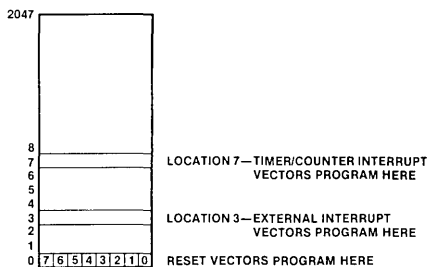 2047
8
7 LOCATION 7—TIMER/COUNTER INTERRUPT
6 VECTORS PROGRAM HERE
5
4
3 LOCATION 3—EXTERNAL INTERRUPT
2 VECTORS PROGRAM HERE
1
0 7 6 5 4 3 2 1 0 RESET VECTORS PROGRAM HERE